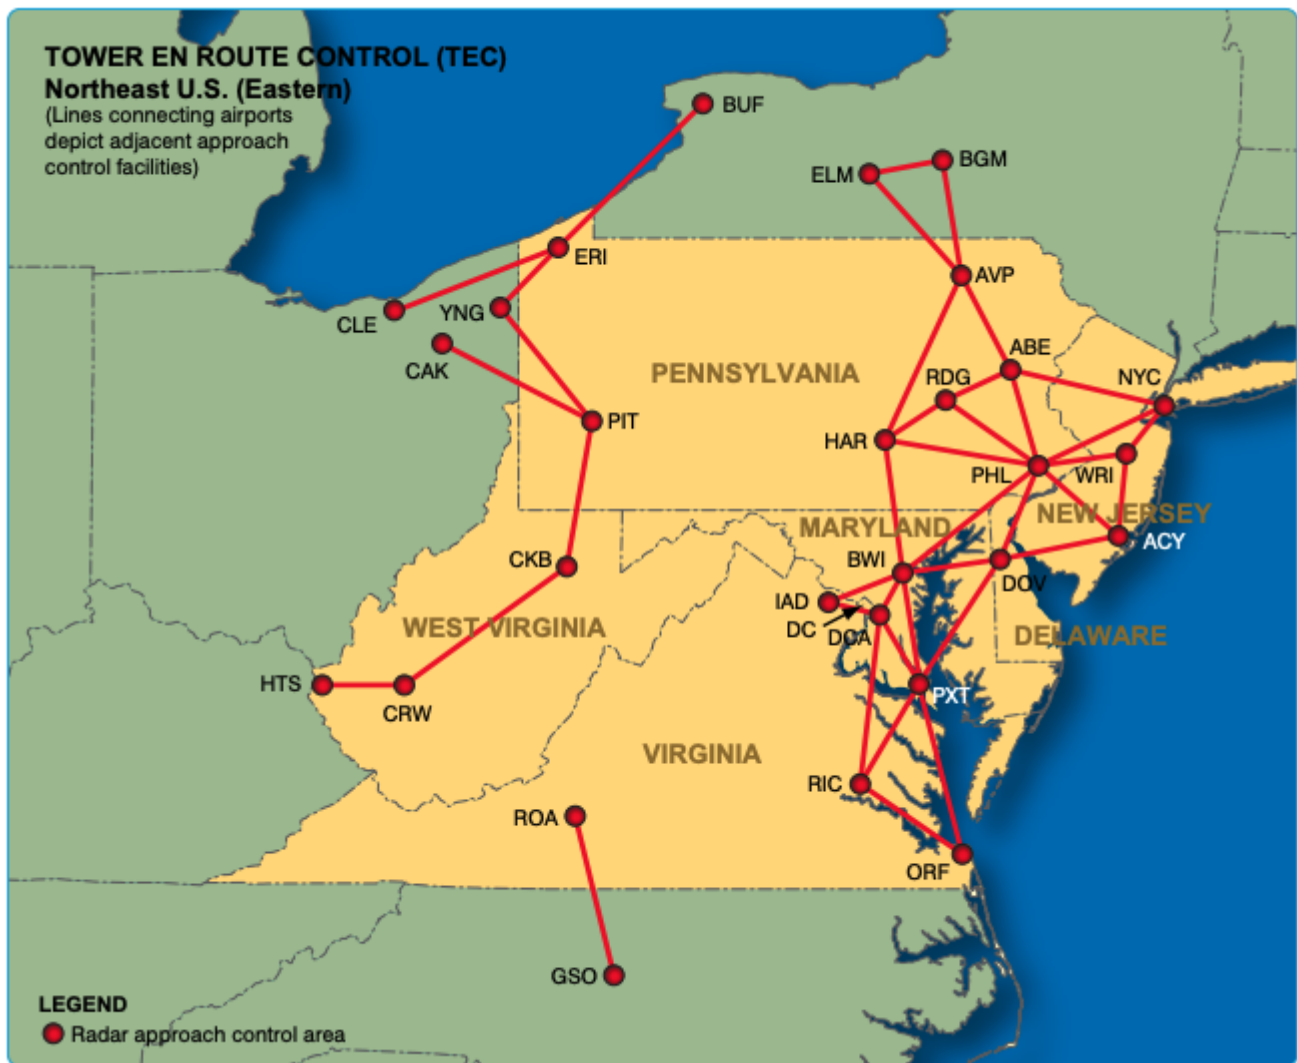 TOWER EN ROUTE CONTROL (TEC)
Northeast U.S. (Eastern)
(Lines connecting airports
depict adjacent approach
control facilities)
BUF
BGM
ELM
ERI
AVP
YNG
CLE
ABE
CAK
PENNSYLVANIA
RDG
NYC
PIT
HAR
PHL
WRI
MARYLAND
NEW JERSEY
ACY
CKB
BWI
DOV
IAD
DC
DCA
WEST VIRGINIA
DELAWARE
HTS
PXT
CRW
VIRGINIA
RIC
ROA
ORF
GSO
LEGEND
Radar approach control area